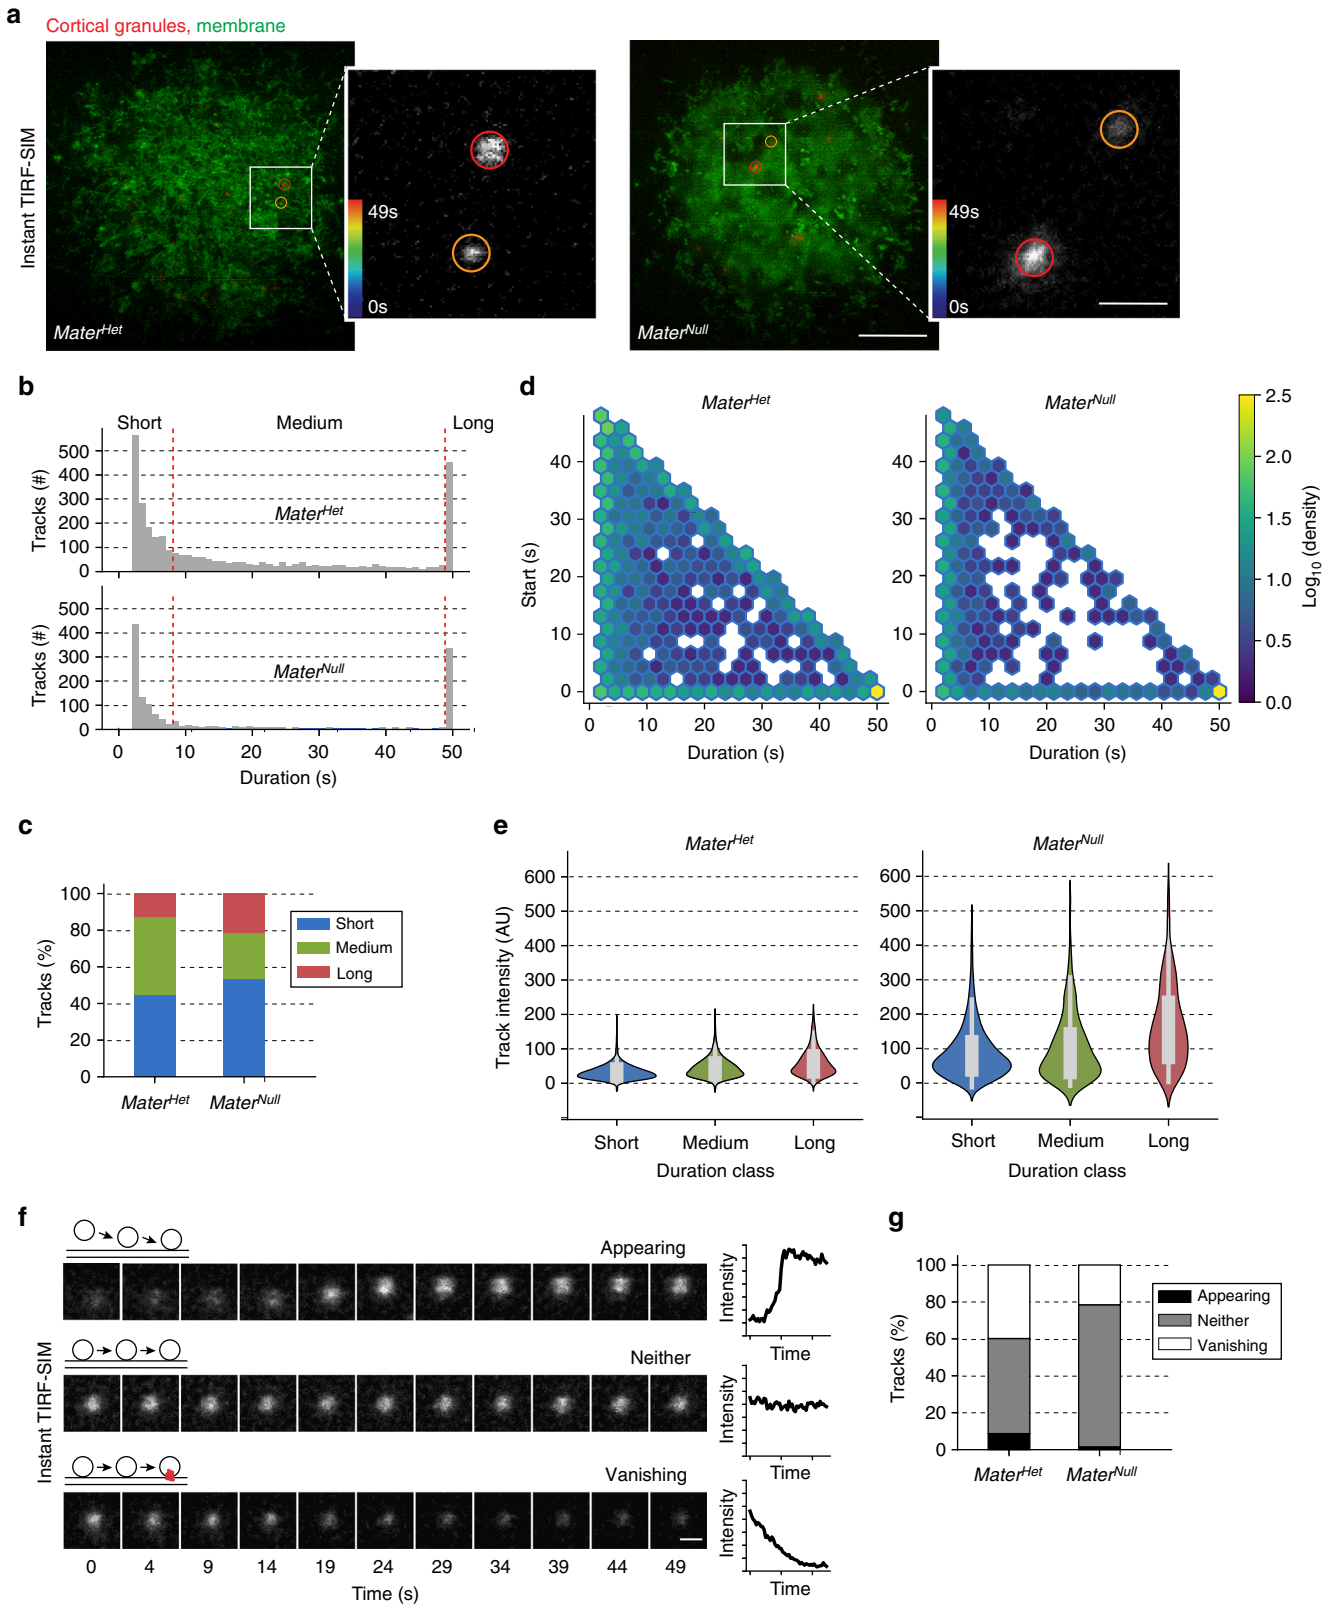 a
Cortical granules, membrane
Instant TIRF-SIM
49s
0s
Mater^Het
49s
0s
Mater^Null
b
Short Medium Long
Tracks (#)
500
400
300
200
100
0
Mater^Het
Tracks (#)
500
400
300
200
100
0
Mater^Null
0 10 20 30 40 50
Duration (s)
d
Mater^Het
Mater^Null
Start (s)
40
30
20
10
0
0 10 20 30 40 50
Duration (s)
40
30
20
10
0
0 10 20 30 40 50
Duration (s)
2.5
2.0
1.5
1.0
0.5
0.0
Log10 (density)
c
Tracks (%)
100
80
60
40
20
0
Mater^Het Mater^Null
Short
Medium
Long
e
Mater^Het
Mater^Null
Track intensity (AU)
600
500
400
300
200
100
0
Short Medium Long
Duration class
600
500
400
300
200
100
0
Short Medium Long
Duration class
f
Instant TIRF-SIM
Appearing
Intensity
Time
Neither
Intensity
Time
Vanishing
Intensity
Time
0 4 9 14 19 24 29 34 39 44 49
Time (s)
g
Tracks (%)
100
80
60
40
20
0
Mater^Het Mater^Null
Appearing
Neither
Vanishing